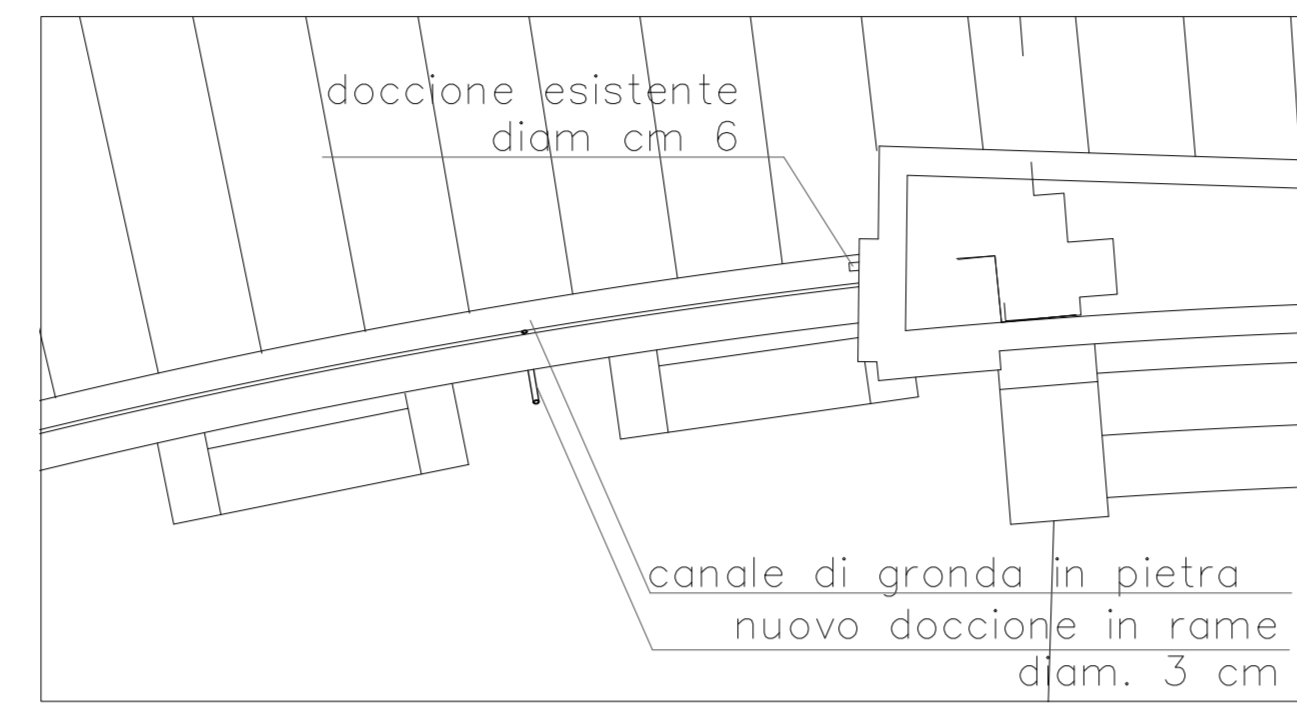 doccione esistente
diam cm 6
canale di gronda in pietra
nuovo doccione in rame
diam. 3 cm